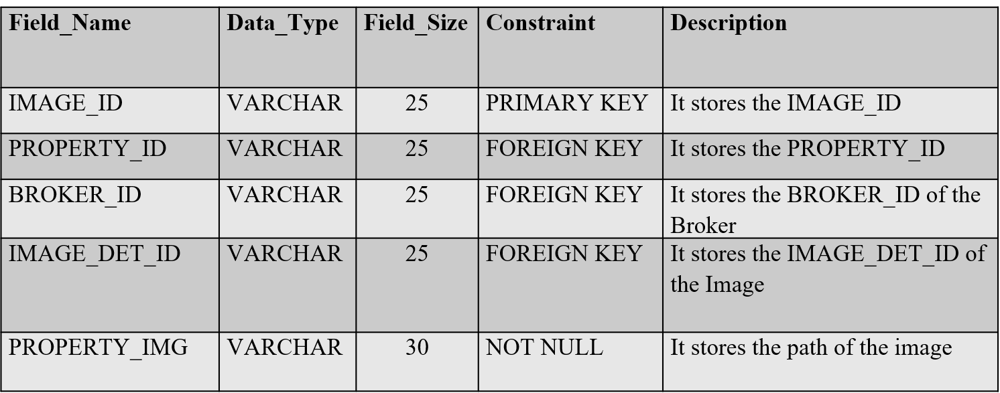 Field_Name Data_Type Field_Size Constraint Description
IMAGE_ID VARCHAR 25 PRIMARY KEY It stores the IMAGE_ID
PROPERTY_ID VARCHAR 25 FOREIGN KEY It stores the PROPERTY_ID
BROKER_ID VARCHAR 25 FOREIGN KEY It stores the BROKER_ID of the
Broker
IMAGE_DET_ID VARCHAR 25 FOREIGN KEY It stores the IMAGE_DET_ID of
the Image
PROPERTY_IMG VARCHAR 30 NOT NULL It stores the path of the image